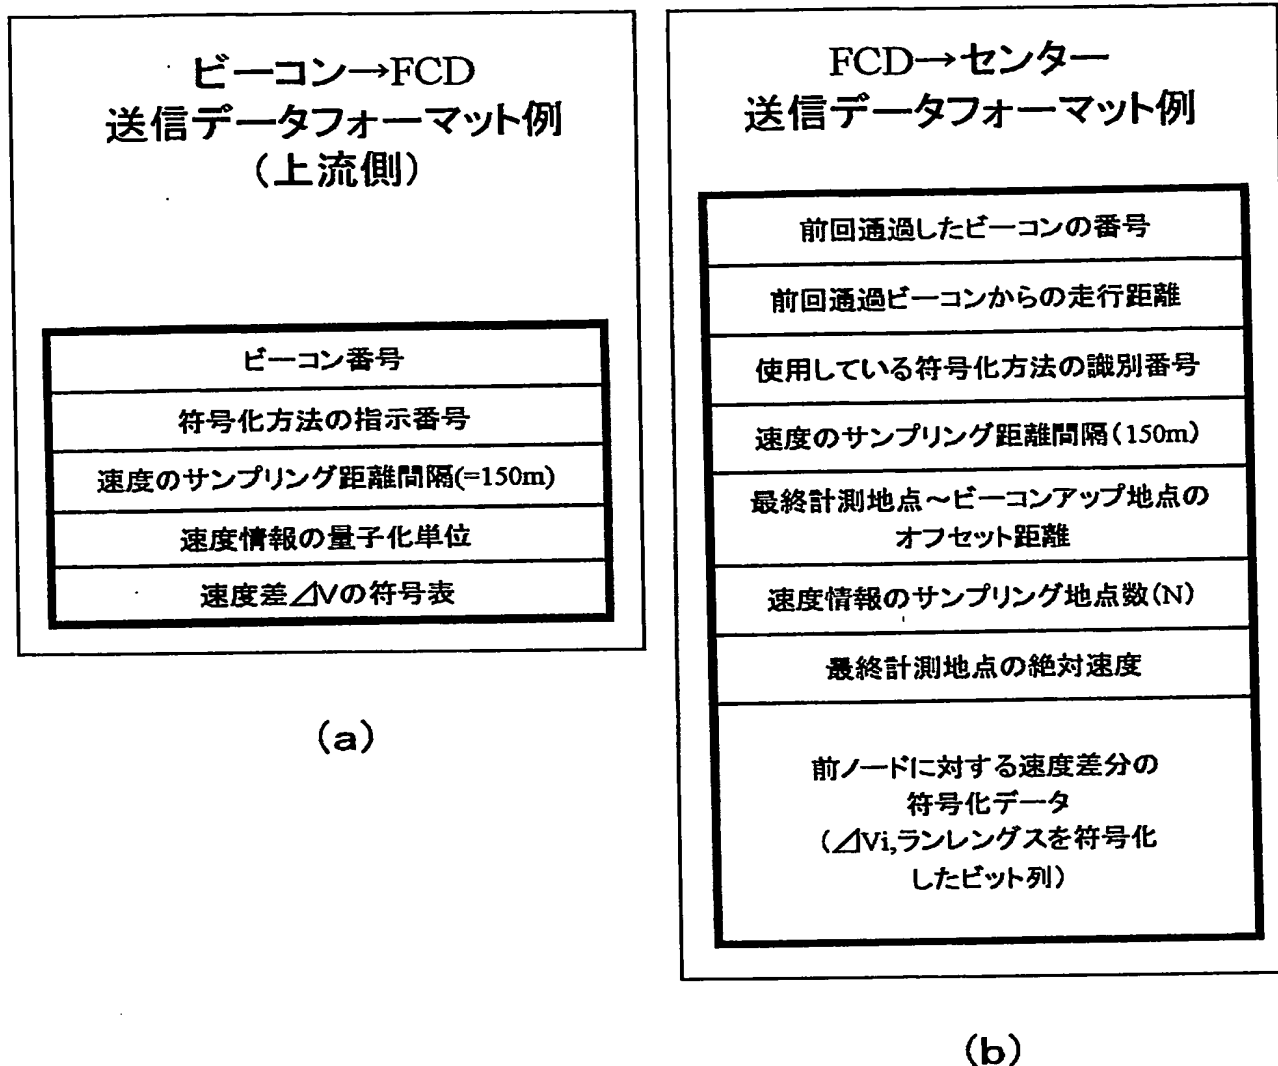 ビーコン→FCD
送信データフォーマット例
(上流側)
ビーコン番号
符号化方法の指示番号
速度のサンプリング距離間隔(=150m)
速度情報の量子化単位
速度差⊿Vの符号表
(a)
FCD→センター
送信データフォーマット例
前回通過したビーコンの番号
前回通過ビーコンからの走行距離
使用している符号化方法の識別番号
速度のサンプリング距離間隔(150m)
最終計測地点～ビーコンアップ地点の
オフセット距離
速度情報のサンプリング地点数(N)
最終計測地点の絶対速度
前ノードに対する速度差分の
符号化データ
(⊿Vi,ランレングスを符号化
したビット列)
(b)